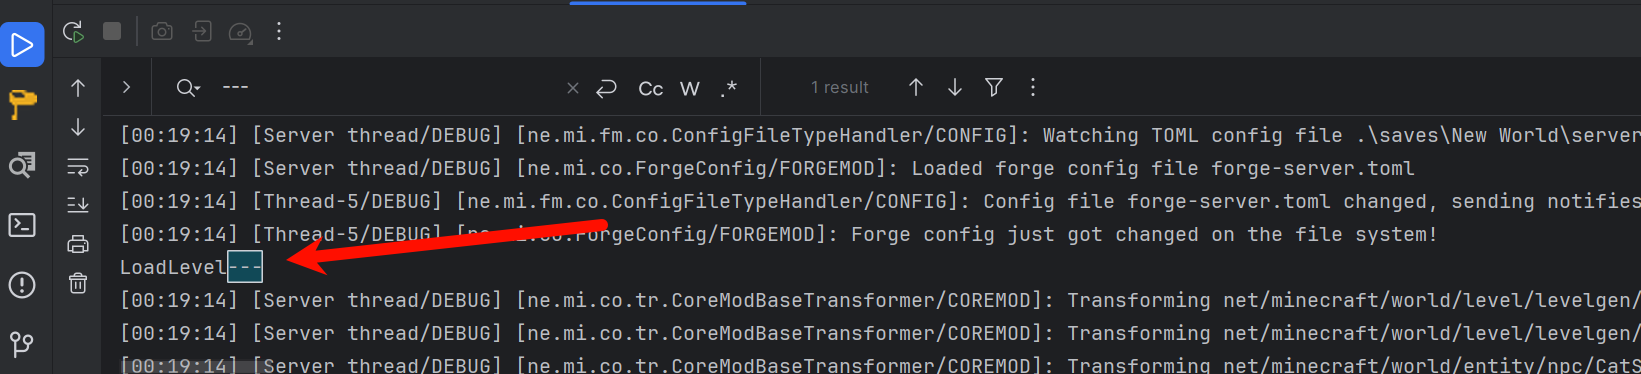 --- Cc W .* 1 result
[00:19:14] [Server thread/DEBUG] [ne.mi.fm.co.ConfigFileTypeHandler/CONFIG]: Watching TOML config file .\saves\New World\server
[00:19:14] [Server thread/DEBUG] [ne.mi.co.ForgeConfig/FORGEMOD]: Loaded forge config file forge-server.toml
[00:19:14] [Thread-5/DEBUG] [ne.mi.fm.co.ConfigFileTypeHandler/CONFIG]: Config file forge-server.toml changed, sending notifies
[00:19:14] [Thread-5/DEBUG] [ne.mi.co.ForgeConfig/FORGEMOD]: Forge config just got changed on the file system!
LoadLevel---
[00:19:14] [Server thread/DEBUG] [ne.mi.co.tr.CoreModBaseTransformer/COREMOD]: Transforming net/minecraft/world/level/levelgen/
[00:19:14] [Server thread/DEBUG] [ne.mi.co.tr.CoreModBaseTransformer/COREMOD]: Transforming net/minecraft/world/level/levelgen/
[00:19:14] [Server thread/DEBUG] [ne.mi.co.tr.CoreModBaseTransformer/COREMOD]: Transforming net/minecraft/world/entity/npc/CatS